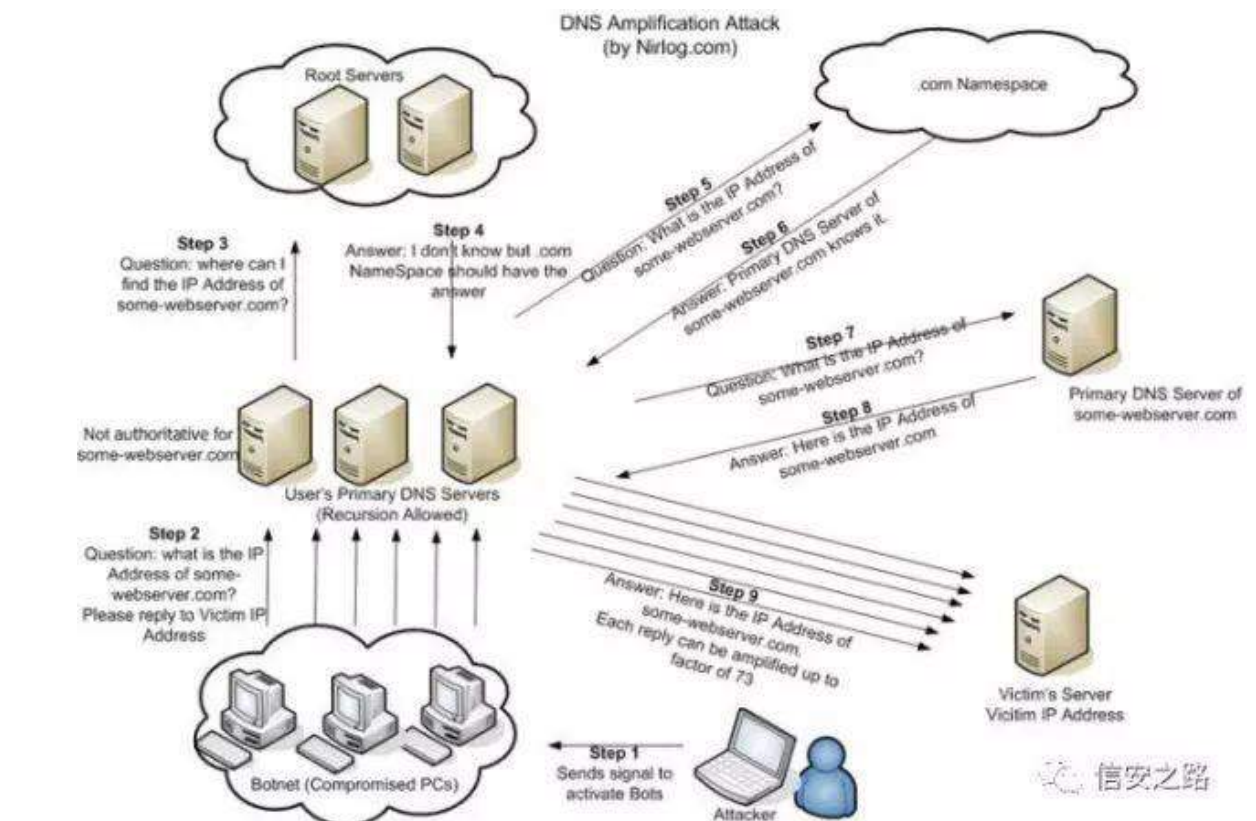 DNS Amplification Attack
(by Nirlog.com)
Root Servers
.com Namespace
Step 3
Question: where can I
find the IP Address of
some-webserver.com?
Step 4
Answer: I don't know but .com
NameSpace should have the
answer
Step 5
Question: What is the IP Address of
some-webserver.com?
Step 6
Answer: Primary DNS Server of
some-webserver.com knows it.
Step 7
Question: What is the IP Address of
some-webserver.com?
Primary DNS Server of
some-webserver.com
Step 8
Answer: Here is the IP Address of
some-webserver.com
Not authoritative for
some-webserver.com
User's Primary DNS Servers
(Recursion Allowed)
Step 2
Question: what is the IP
Address of some-
webserver.com?
Please reply to Victim IP
Address
Step 9
Answer: Here is the IP Address of
some-webserver.com.
Each reply can be amplified up to
factor of 73
Victim's Server
Vicitim IP Address
Botnet (Compromised PCs)
Step 1
Sends signal to
activate Bots
Attacker
信安之路